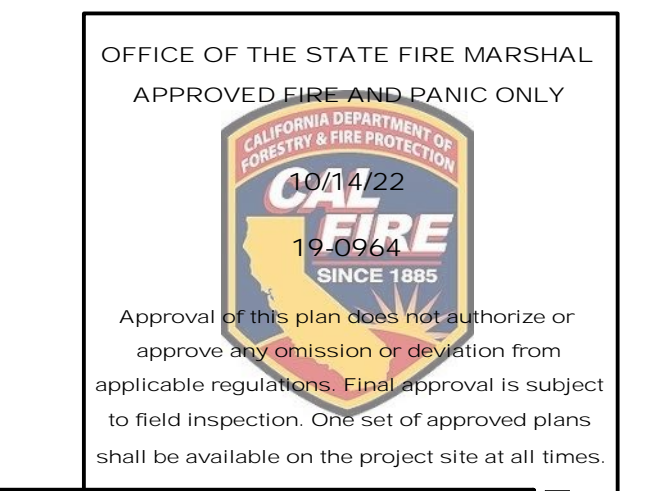 OFFICE OF THE STATE FIRE MARSHAL
APPROVED FIRE AND PANIC ONLY
CALIFORNIA DEPARTMENT OF
FORESTRY & FIRE PROTECTION
10/14/22
CAL
FIRE
19-0964
SINCE 1885
Approval of this plan does not authorize or
approve any omission or deviation from
applicable regulations. Final approval is subject
to field inspection. One set of approved plans
shall be available on the project site at all times.